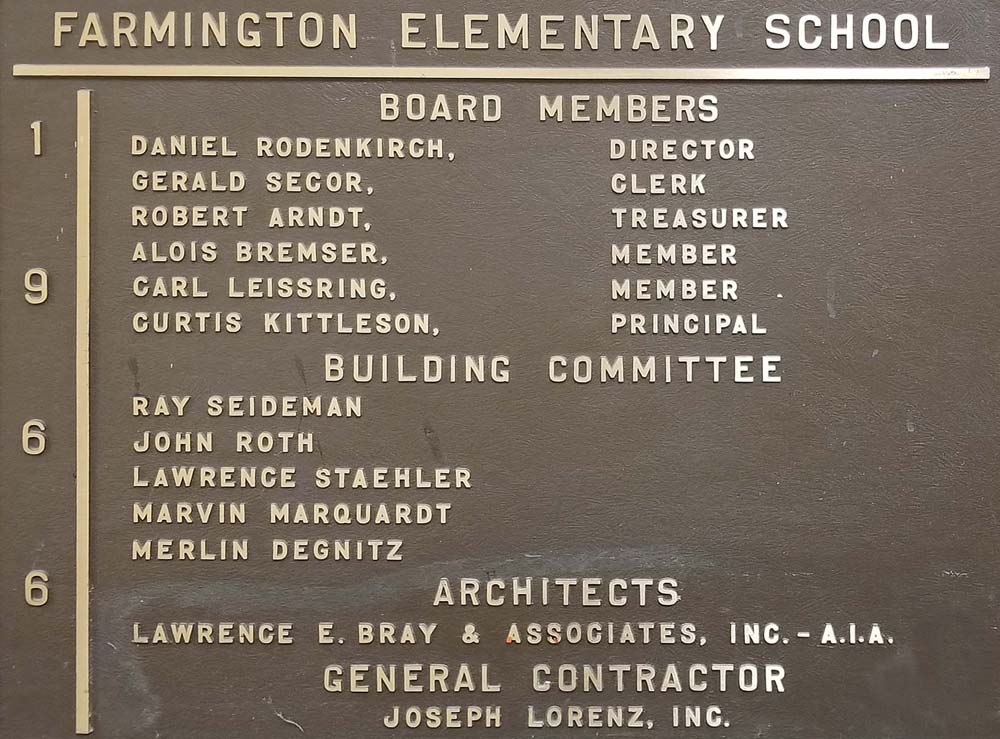 FARMINGTON ELEMENTARY SCHOOL
1
9
6
6
BOARD MEMBERS
DANIEL RODENKIRCH, DIRECTOR
GERALD SECOR, CLERK
ROBERT ARNDT, TREASURER
ALOIS BREMSER, MEMBER
CARL LEISSRING, MEMBER
CURTIS KITTLESON, PRINCIPAL
BUILDING COMMITTEE
RAY SEIDEMAN
JOHN ROTH
LAWRENCE STAEHLER
MARVIN MARQUARDT
MERLIN DEGNITZ
ARCHITECTS
LAWRENCE E. BRAY & ASSOCIATES, INC.- A.I.A.
GENERAL CONTRACTOR
JOSEPH LORENZ, INC.